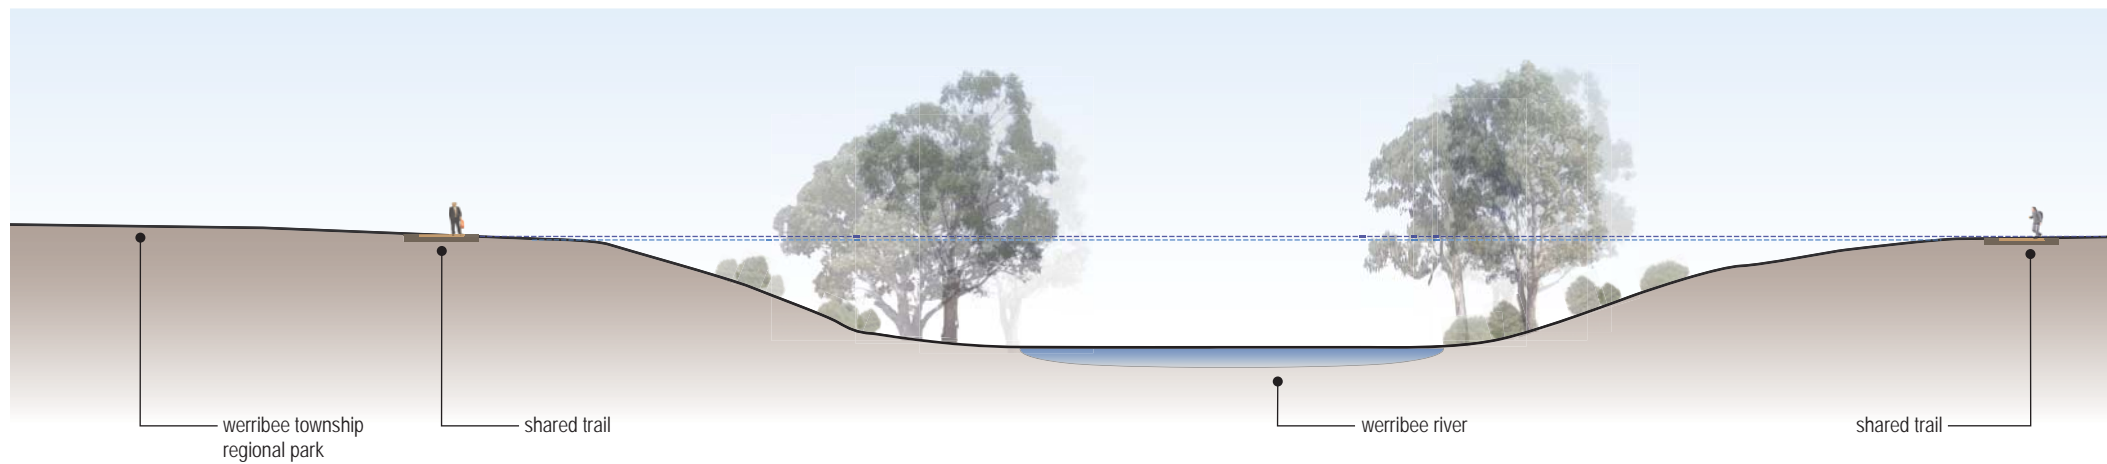 werribee township
regional park
shared trail
werribee river
shared trail